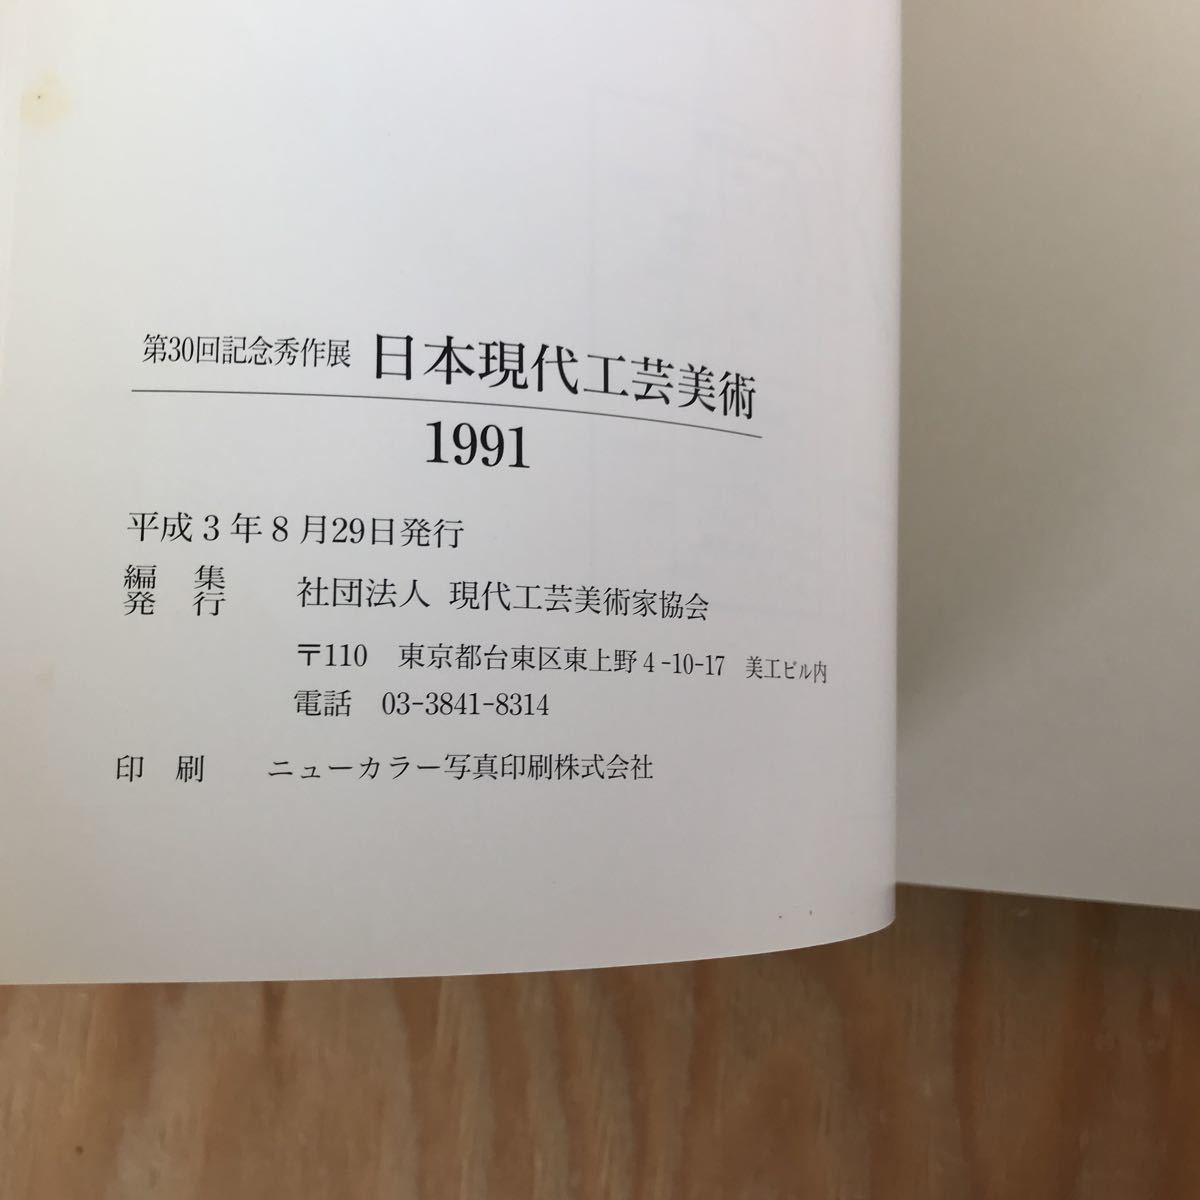 第30回記念秀作展 日本現代工芸美術
1991
平成3年8月29日発行
編集
発行 社団法人 現代工芸美術家協会
〒110 東京都台東区東上野4-10-17 美工ビル内
電話 03-3841-8314
印刷 ニューカラー写真印刷株式会社